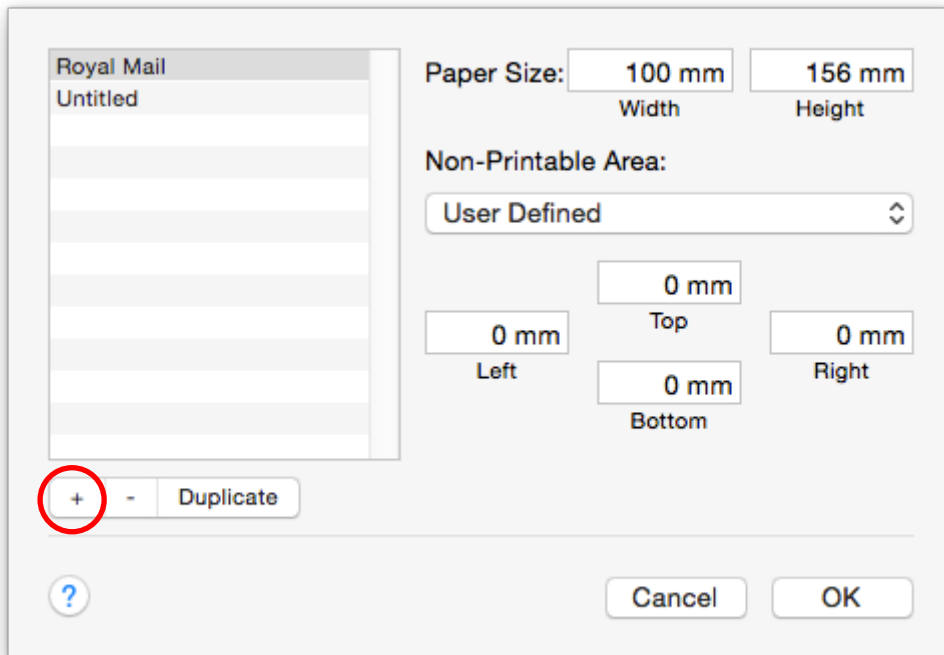 Royal Mail
Untitled
+ - Duplicate
Paper Size: 100 mm 156 mm
Width Height
Non-Printable Area:
User Defined
0 mm
Top
0 mm 0 mm
Left Right
0 mm
Bottom
? Cancel OK